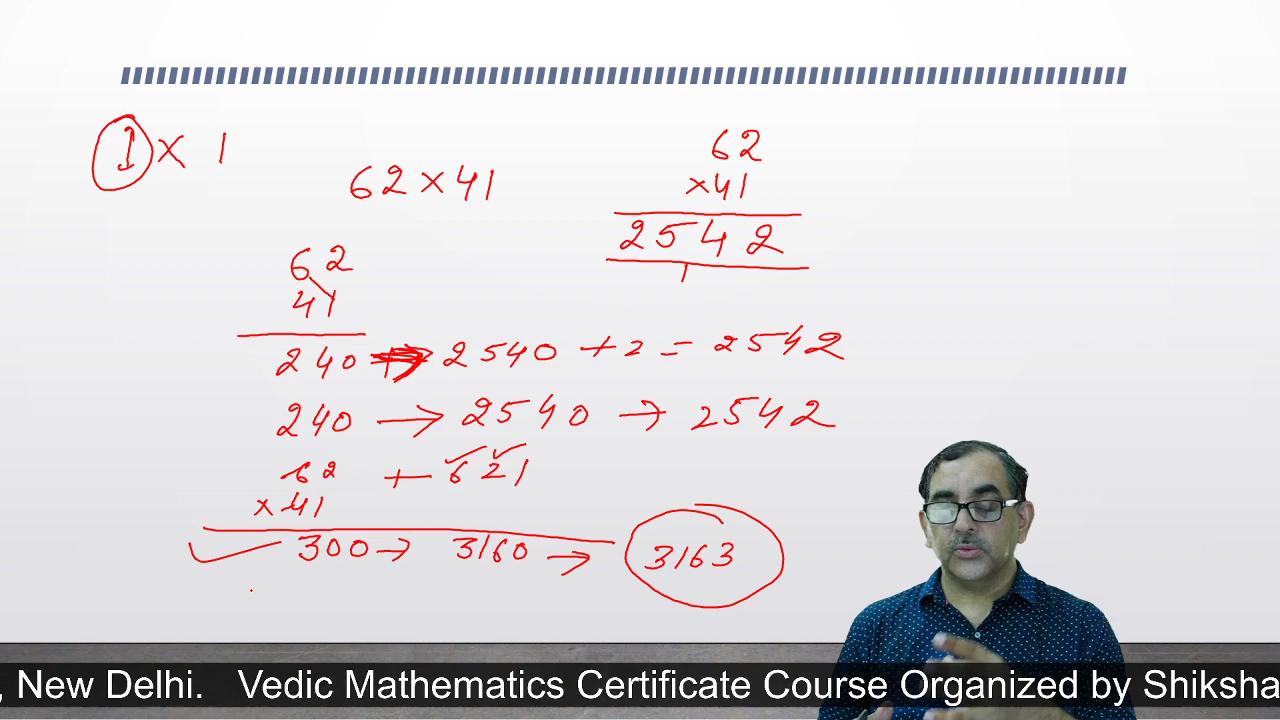 1 × 1
62 × 41
62
×41
2542
1
62
41
240 → 2540 + 2 = 2542
240 → 2540 → 2542
62 + 621
× 41
300 → 3160 → 3163
, New Delhi. Vedic Mathematics Certificate Course Organized by Shiksha